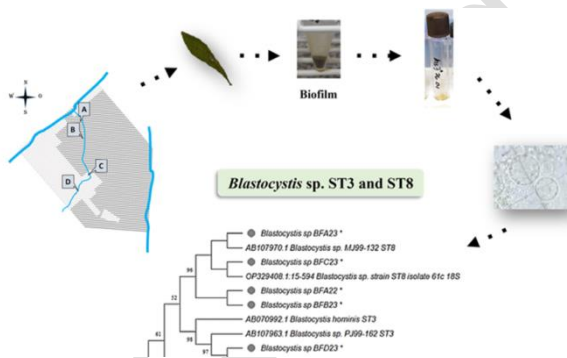 Biofilm
N
W
S
A
B
C
D
Blastocystis sp. ST3 and ST8
Blastocystis sp BFA23 *
AB107970.1 Blastocystis sp. MJ99-132 ST8
Blastocystis sp BFC23 *
OP329408.1:15-594 Blastocystis sp. strain ST8 isolate 61c 18S
Blastocystis sp BFA22 *
Blastocystis sp BFB23 *
AB070992.1 Blastocystis hominis ST3
AB107963.1 Blastocystis sp. PJ99-162 ST3
Blastocystis sp BFD23 *
90
52
61
98
97